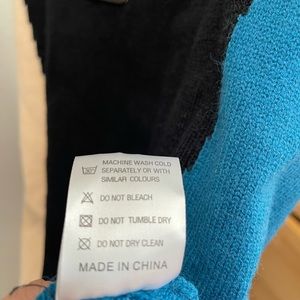 MACHINE WASH COLD
SEPARATELY OR WITH
SIMILAR COLOURS
DO NOT BLEACH
DO NOT TUMBLE DRY
DO NOT DRY CLEAN
MADE IN CHINA